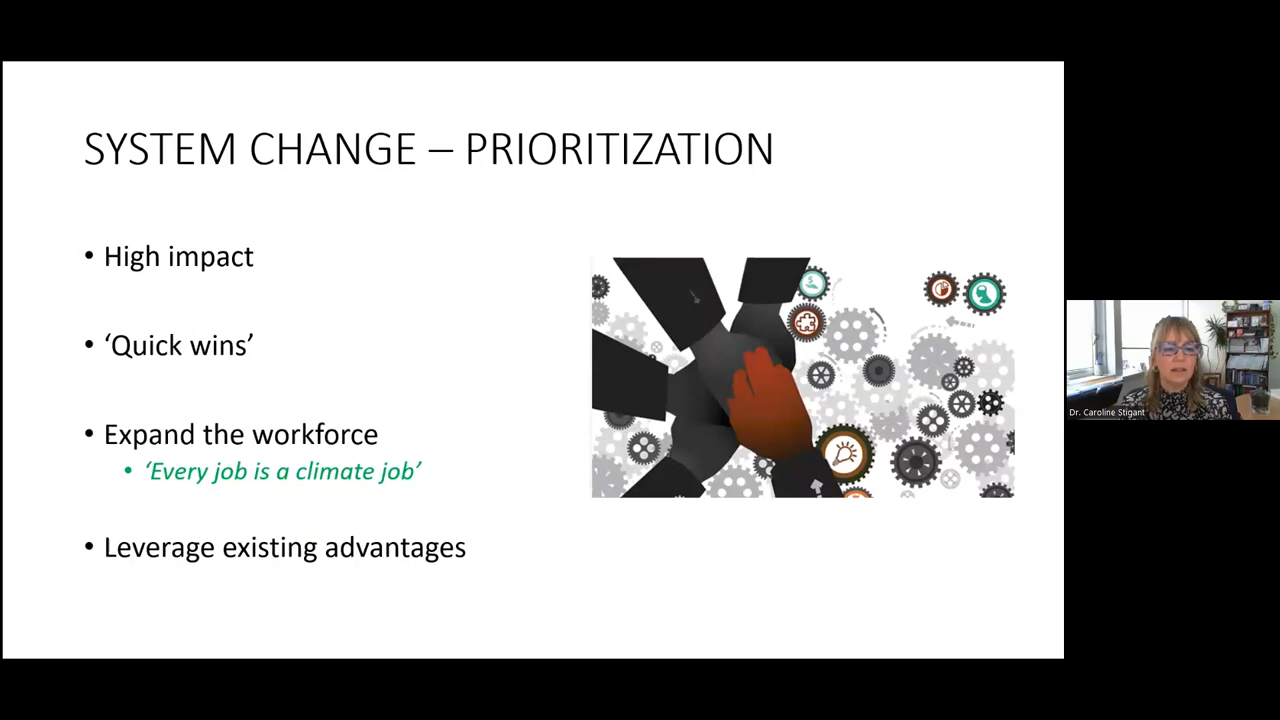 SYSTEM CHANGE – PRIORITIZATION
• High impact
• ‘Quick wins’
• Expand the workforce
• ‘Every job is a climate job’
• Leverage existing advantages
Dr. Caroline Stigant